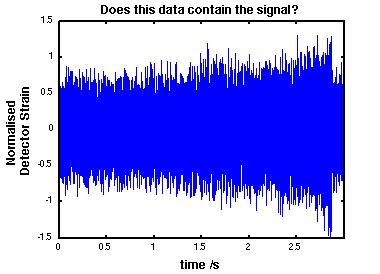 Does this data contain the signal?
1.5
1
0.5
0
-0.5
-1
-1.5
Normalised
Detector Strain
0 0.5 1 1.5 2 2.5
time /s